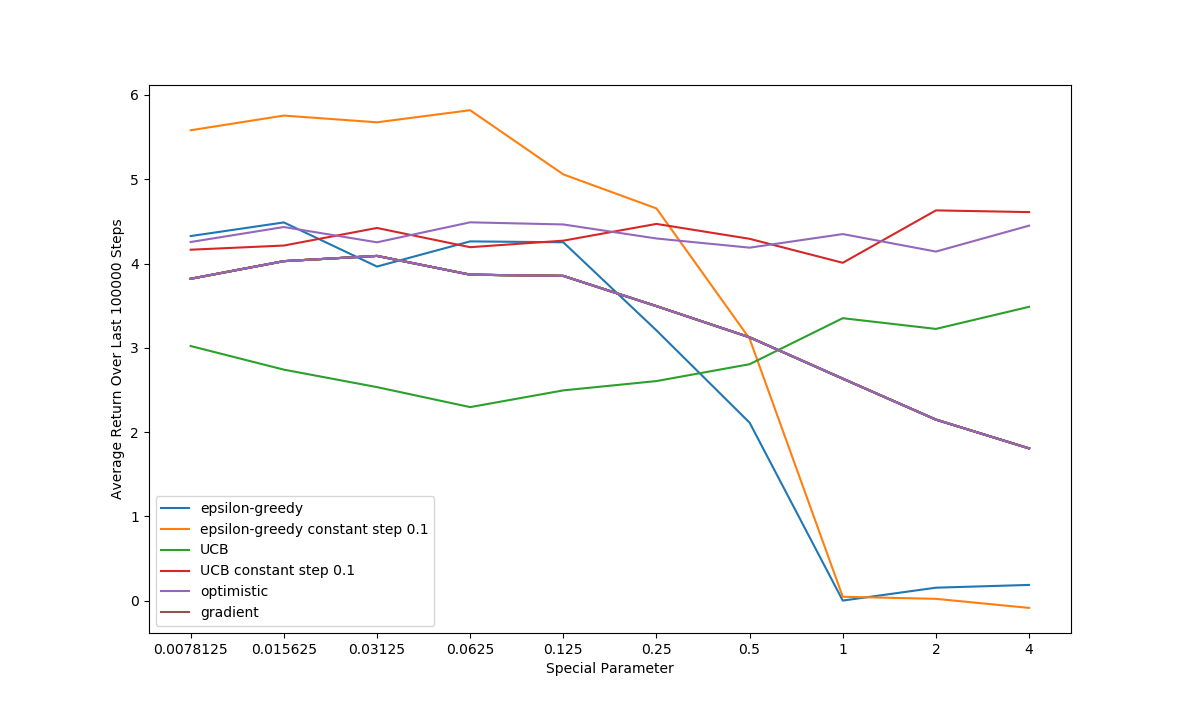 6
5
4
3
2
1
0
Average Return Over Last 100000 Steps
epsilon-greedy
epsilon-greedy constant step 0.1
UCB
UCB constant step 0.1
optimistic
gradient
0.0078125 0.015625 0.03125 0.0625 0.125 0.25 0.5 1 2 4
Special Parameter